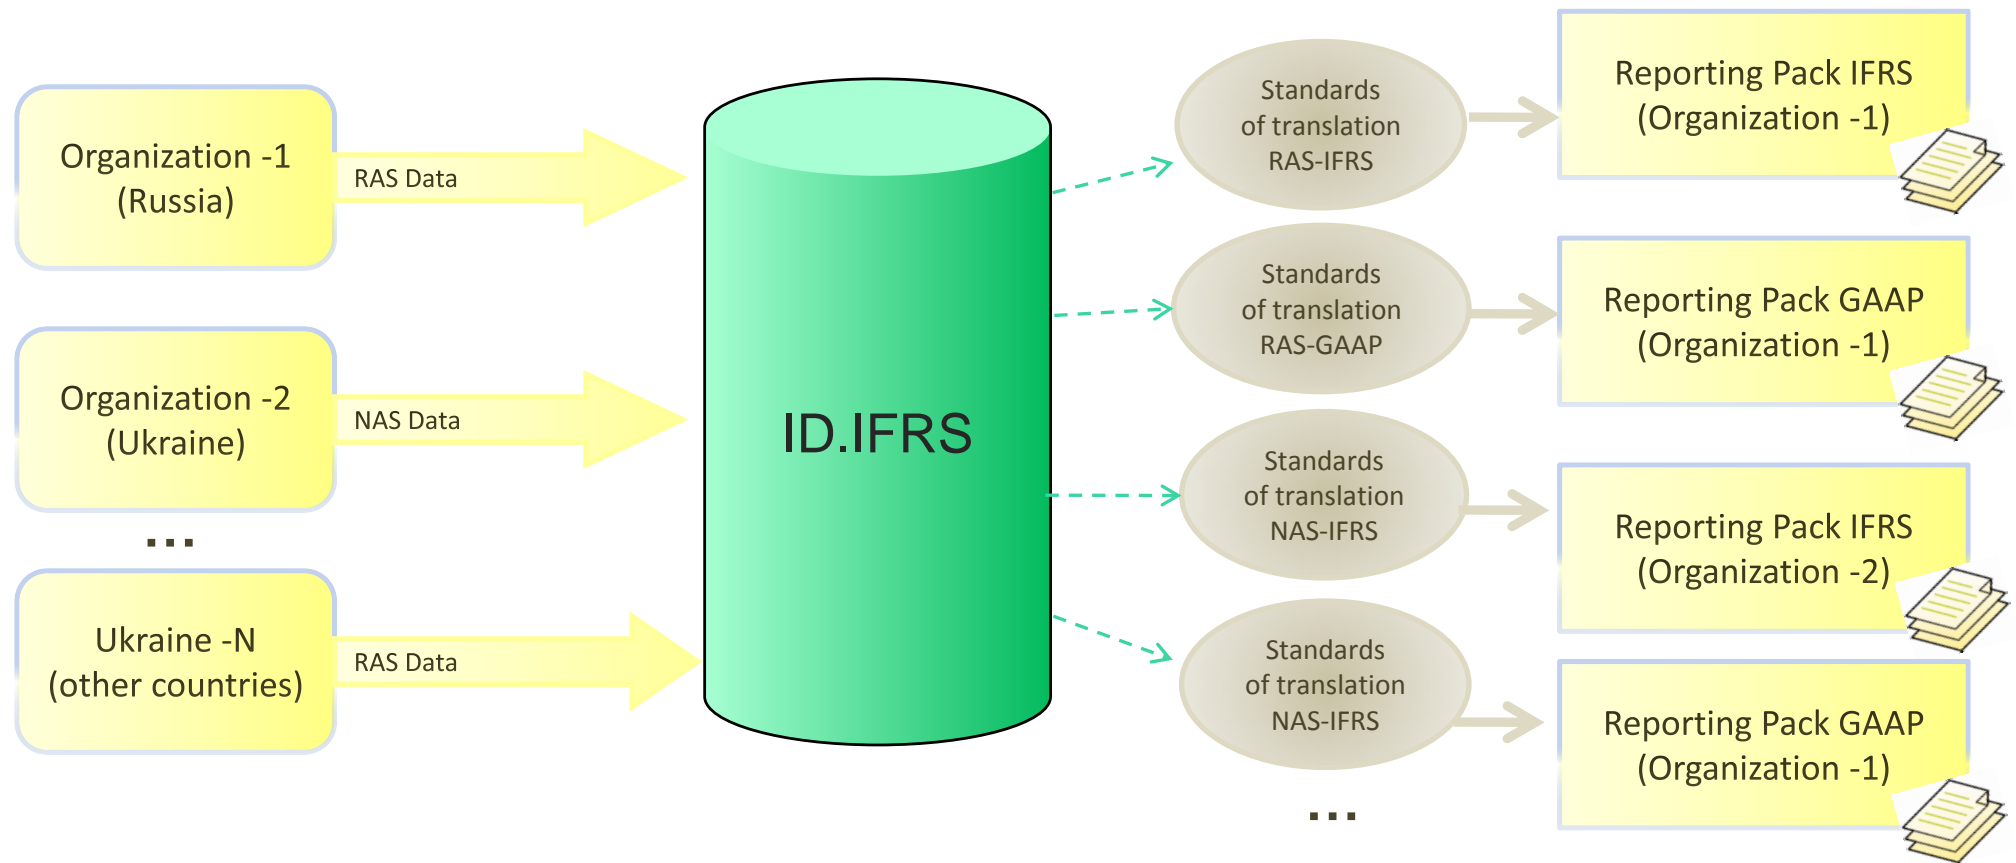 Organization -1
(Russia)
RAS Data
Organization -2
(Ukraine)
NAS Data
...
Ukraine -N
(other countries)
RAS Data
ID.IFRS
Standards
of translation
RAS-IFRS
Standards
of translation
RAS-GAAP
Standards
of translation
NAS-IFRS
Standards
of translation
NAS-IFRS
...
Reporting Pack IFRS
(Organization -1)
Reporting Pack GAAP
(Organization -1)
Reporting Pack IFRS
(Organization -2)
Reporting Pack GAAP
(Organization -1)